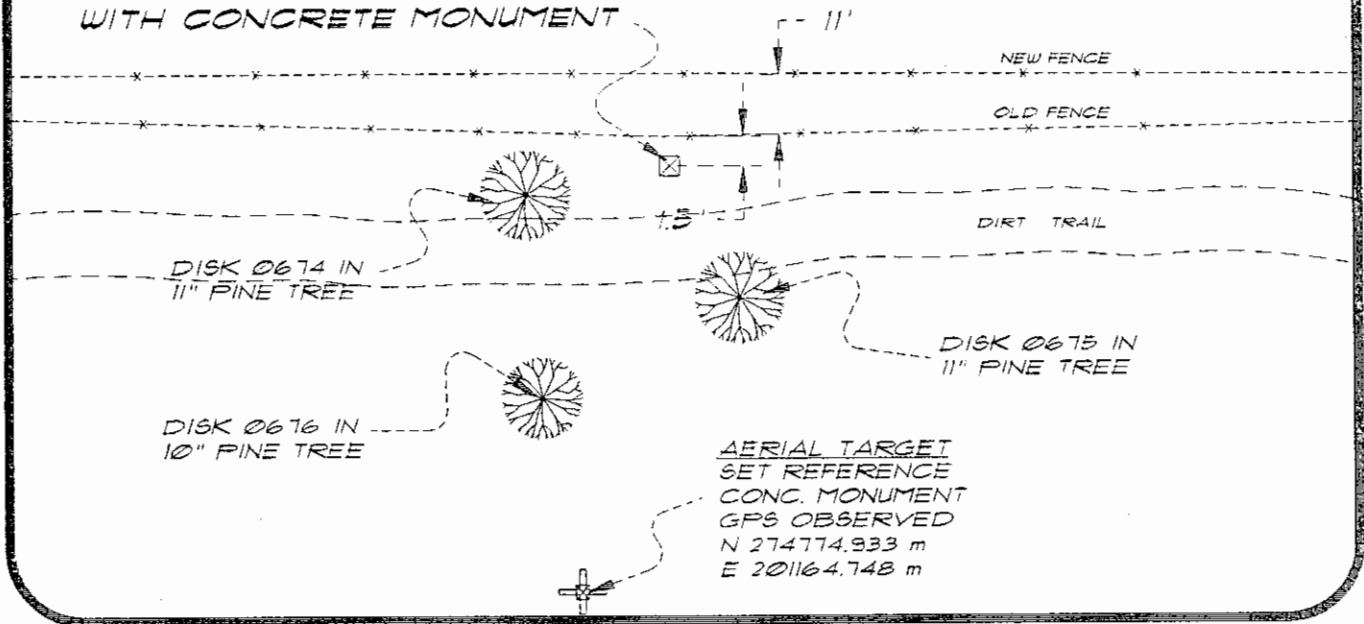 WITH CONCRETE MONUMENT
11'
NEW FENCE
OLD FENCE
1.5'
DIRT TRAIL
DISK 0674 IN
11" PINE TREE
DISK 0675 IN
11" PINE TREE
DISK 0676 IN
10" PINE TREE
AERIAL TARGET
SET REFERENCE
CONC. MONUMENT
GPS OBSERVED
N 274774.933 m
E 201164.748 m